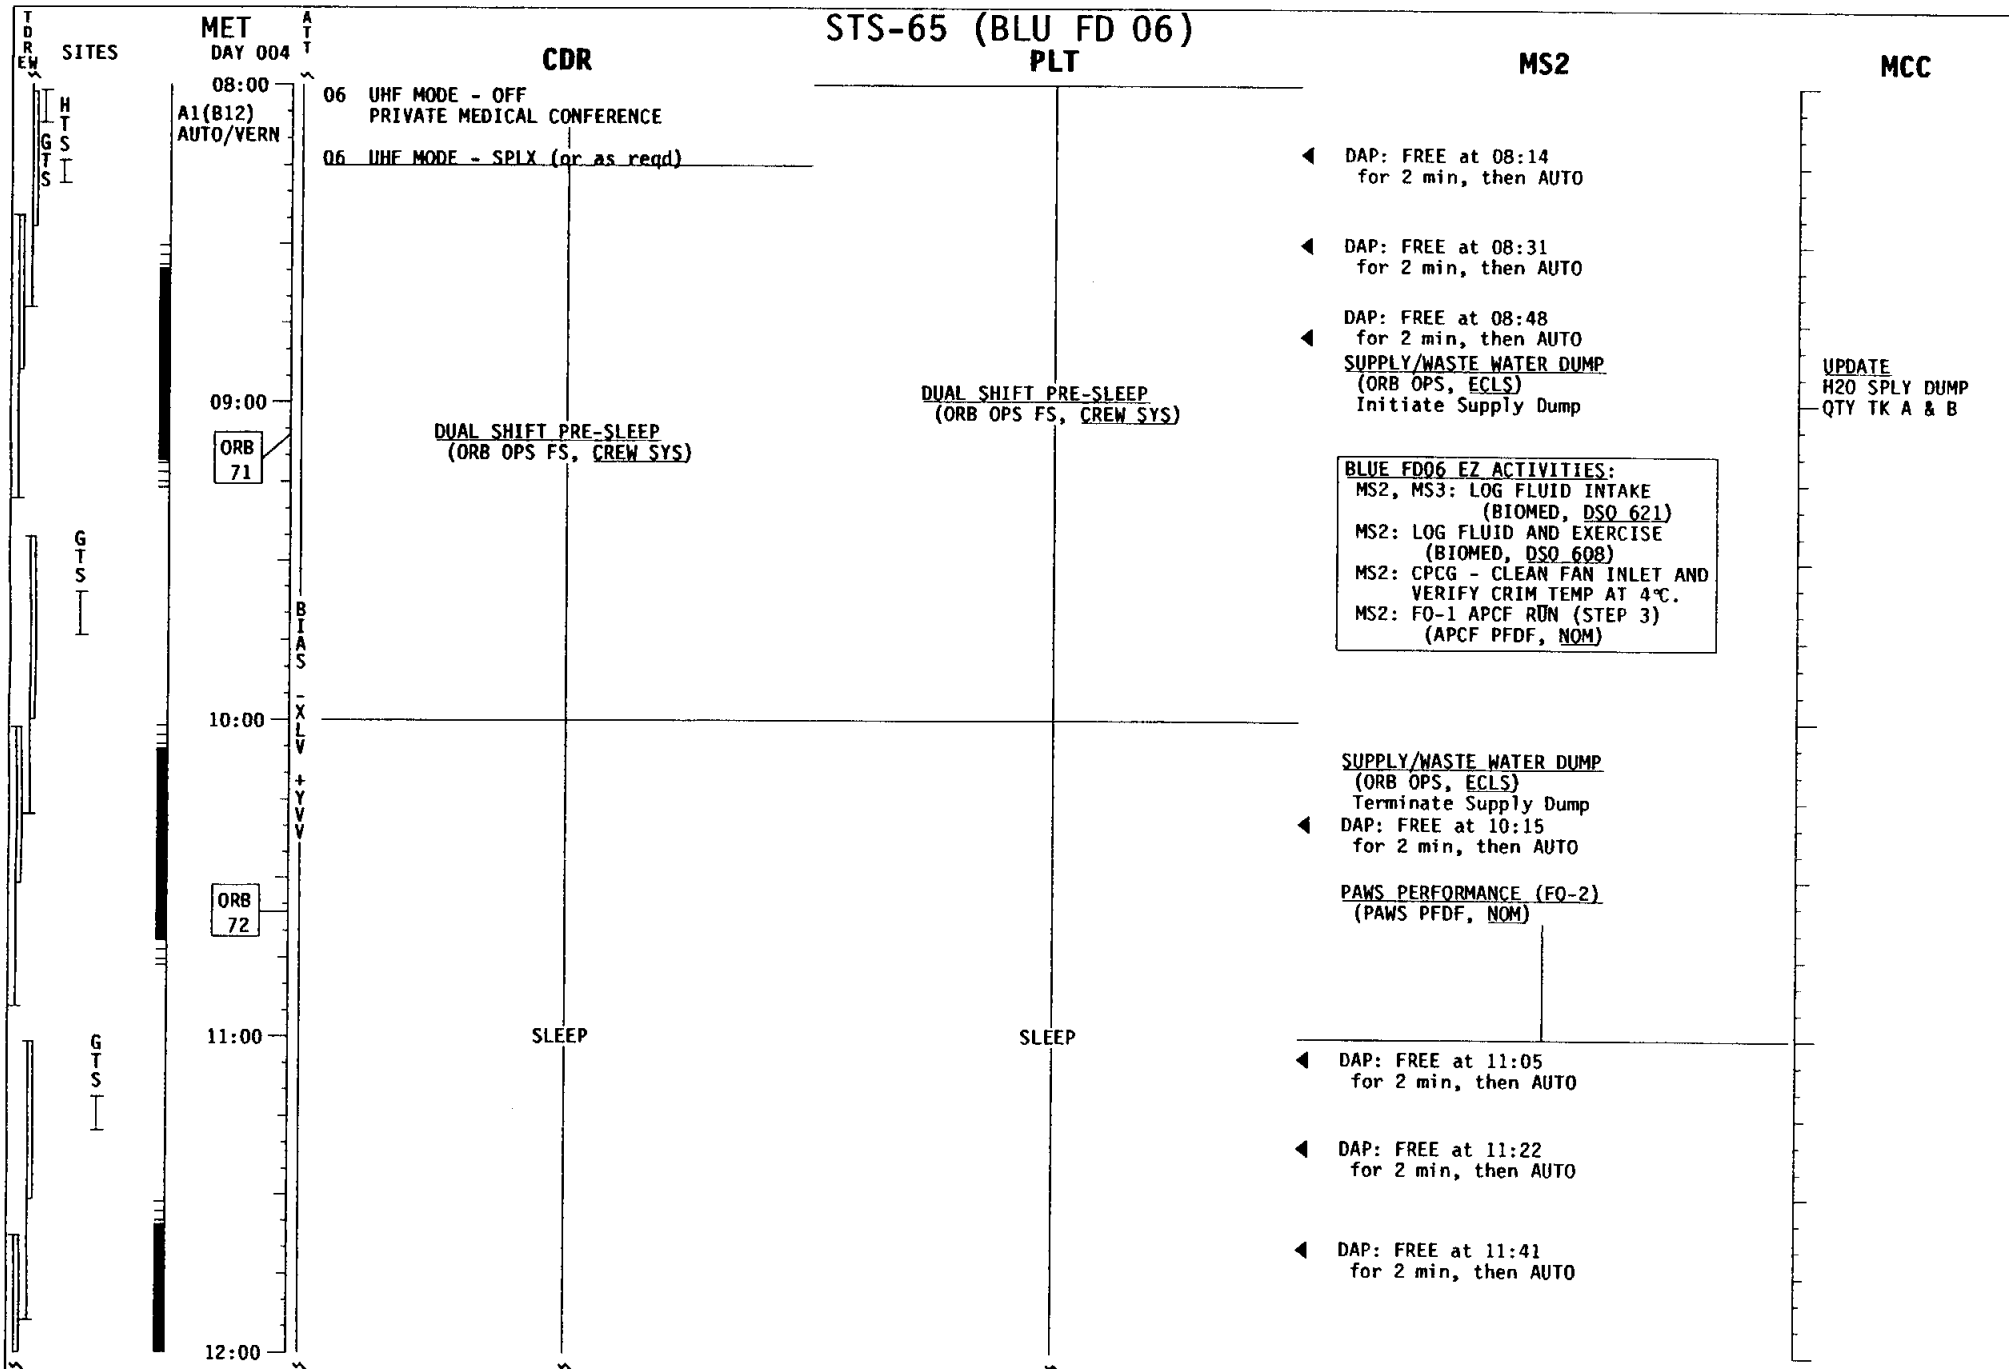 STS-65 (BLU FD 06)
TDRE W
SITES
MET
DAY 004
ATT
CDR
PLT
MS2
MCC
08:00
A1(B12)
AUTO/VERN
HTS
GTS
06 UHF MODE - OFF
PRIVATE MEDICAL CONFERENCE
06 UHF MODE - SPLX (or as reqd)
DAP: FREE at 08:14
for 2 min, then AUTO
DAP: FREE at 08:31
for 2 min, then AUTO
DAP: FREE at 08:48
for 2 min, then AUTO
SUPPLY/WASTE WATER DUMP
(ORB OPS, ECLS)
Initiate Supply Dump
UPDATE
H2O SPLY DUMP
QTY TK A & B
09:00
ORB
71
DUAL SHIFT PRE-SLEEP
(ORB OPS FS, CREW SYS)
DUAL SHIFT PRE-SLEEP
(ORB OPS FS, CREW SYS)
BLUE FD06 EZ ACTIVITIES:
MS2, MS3: LOG FLUID INTAKE
(BIOMED, DSO 621)
MS2: LOG FLUID AND EXERCISE
(BIOMED, DSO 608)
MS2: CPCG - CLEAN FAN INLET AND
VERIFY CRIM TEMP AT 4°C.
MS2: FO-1 APCF RUN (STEP 3)
(APCF PFDF, NOM)
GTS
BIAS -XLV +YVV
10:00
SUPPLY/WASTE WATER DUMP
(ORB OPS, ECLS)
Terminate Supply Dump
DAP: FREE at 10:15
for 2 min, then AUTO
ORB
72
PAWS PERFORMANCE (FO-2)
(PAWS PFDF, NOM)
11:00
SLEEP
SLEEP
GTS
DAP: FREE at 11:05
for 2 min, then AUTO
DAP: FREE at 11:22
for 2 min, then AUTO
DAP: FREE at 11:41
for 2 min, then AUTO
12:00